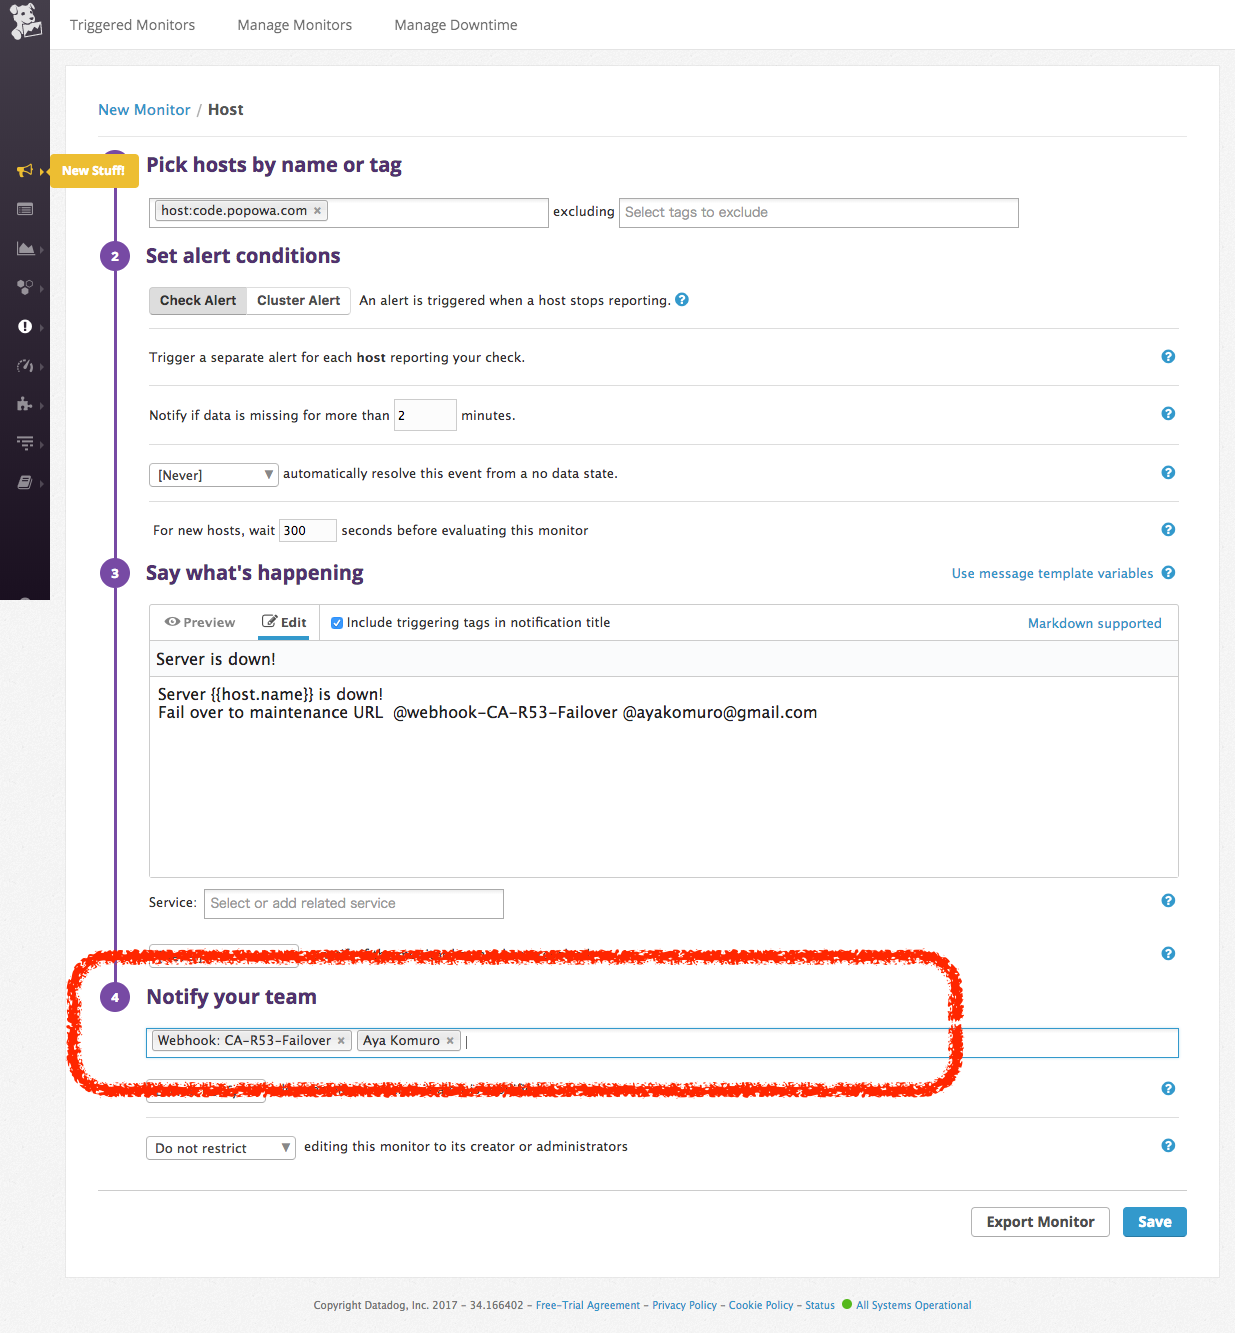 Triggered Monitors Manage Monitors Manage Downtime
New Monitor / Host
New Stuff!
Pick hosts by name or tag
host:code.popowa.com × excluding Select tags to exclude
2 Set alert conditions
Check Alert Cluster Alert An alert is triggered when a host stops reporting. ?
Trigger a separate alert for each host reporting your check. ?
Notify if data is missing for more than 2 minutes. ?
[Never] ▼ automatically resolve this event from a no data state. ?
For new hosts, wait 300 seconds before evaluating this monitor ?
3 Say what's happening Use message template variables ?
Preview Edit Include triggering tags in notification title Markdown supported
Server is down!
Server {{host.name}} is down!
Fail over to maintenance URL @webhook-CA-R53-Failover @ayakomuro@gmail.com
Service: Select or add related service ?
?
4 Notify your team
Webhook: CA-R53-Failover × Aya Komuro ×
?
Do not restrict ▼ editing this monitor to its creator or administrators ?
Export Monitor Save
Copyright Datadog, Inc. 2017 - 34.166402 - Free-Trial Agreement - Privacy Policy - Cookie Policy - Status All Systems Operational